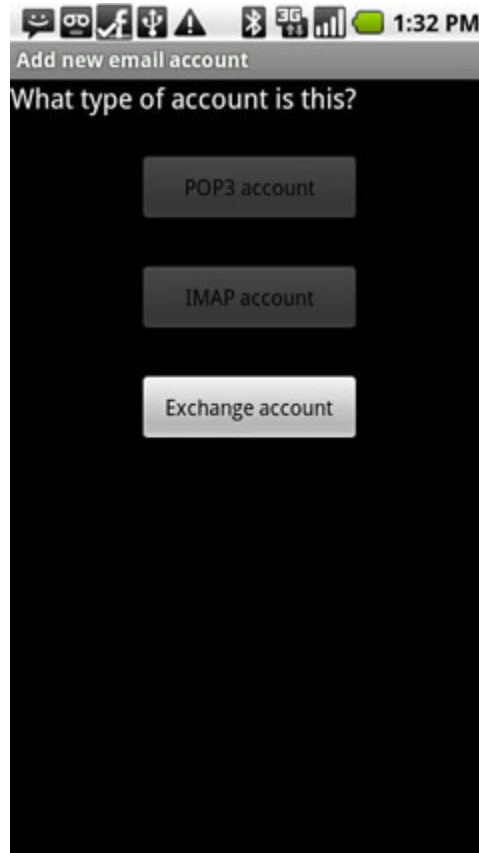 3G 1:32 PM
Add new email account
What type of account is this?
POP3 account
IMAP account
Exchange account